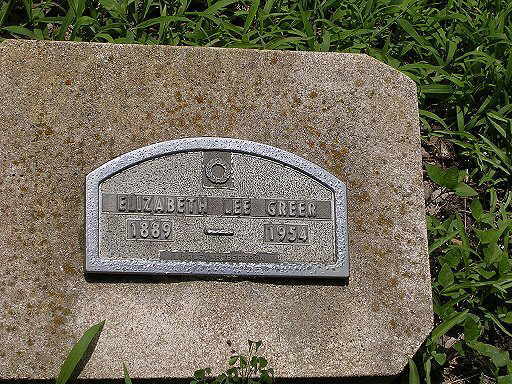 ELIZABETH LEE GREER
1889 – 1954